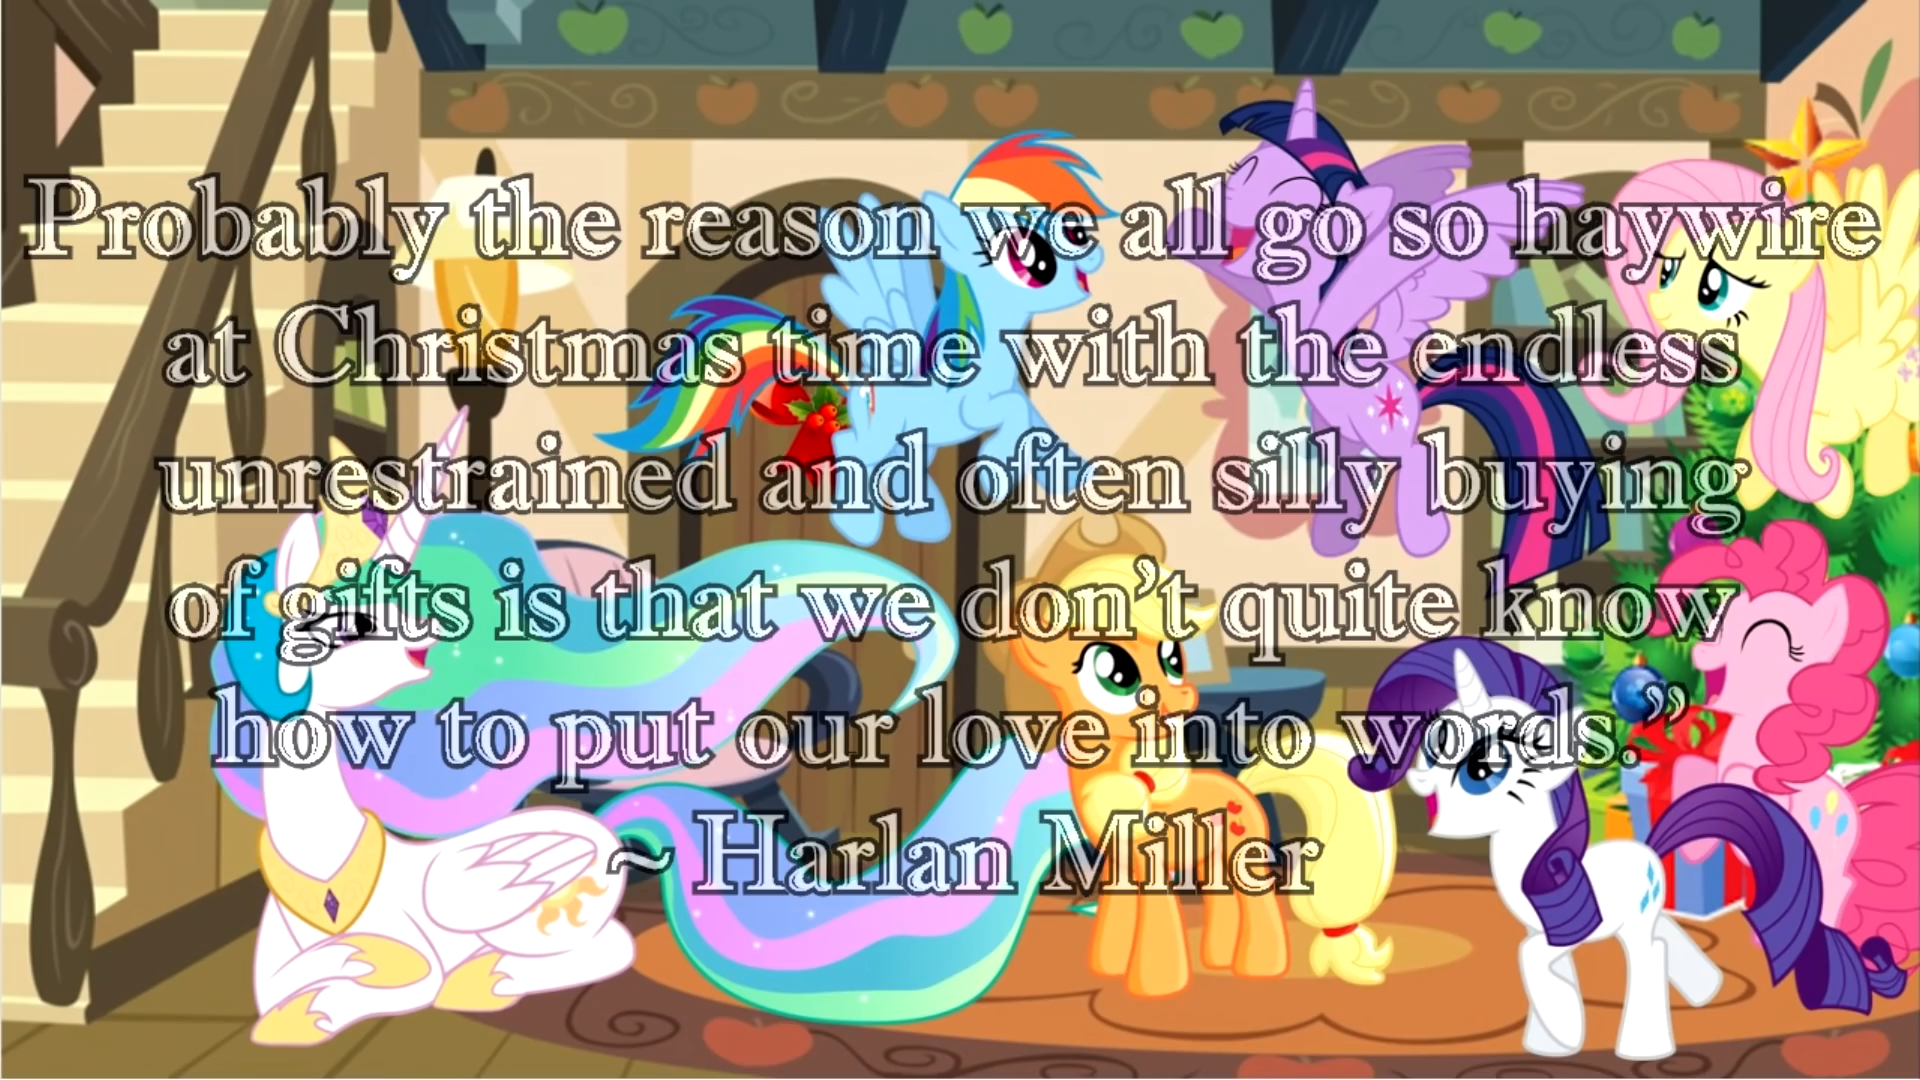 Probably the reason we all go so haywire
at Christmas time with the endless
unrestrained and often silly buying
of gifts is that we don’t quite know
how to put our love into words.”
~ Harlan Miller